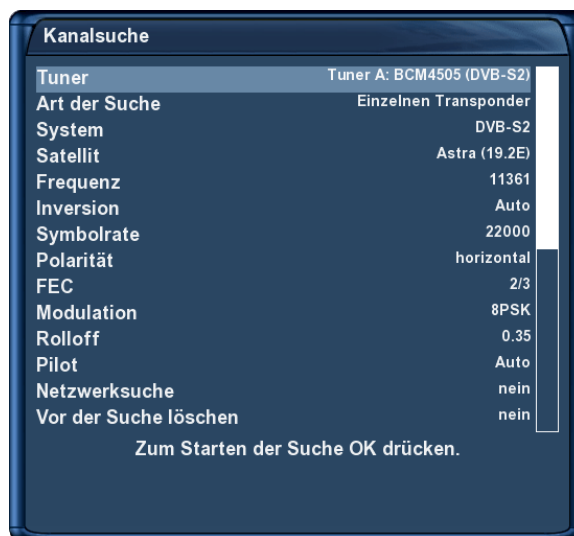 Kanalsuche
Tuner Tuner A: BCM4505 (DVB-S2)
Art der Suche Einzelnen Transponder
System DVB-S2
Satellit Astra (19.2E)
Frequenz 11361
Inversion Auto
Symbolrate 22000
Polarität horizontal
FEC 2/3
Modulation 8PSK
Rolloff 0.35
Pilot Auto
Netzwerksuche nein
Vor der Suche löschen nein
Zum Starten der Suche OK drücken.